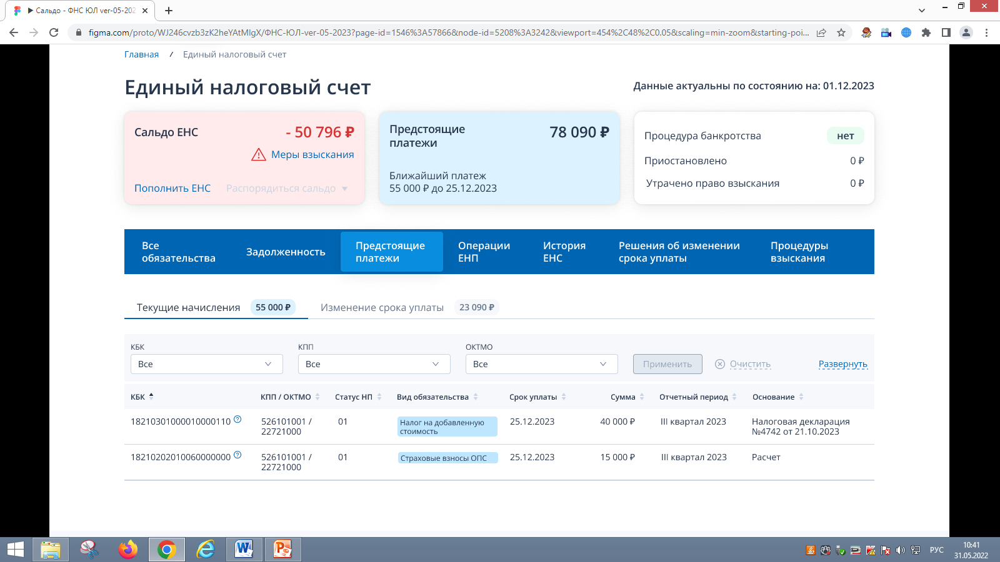 Сальдо - ФНС ЮЛ ver-05-202
figma.com/proto/WJ246cvzb3zK2heYAtMIgX/ФНС-ЮЛ-ver-05-2023?page-id=1546%3A57866&node-id=5208%3A3242&viewport=454%2C48%2C0.05&scaling=min-zoom&starting-poi...
Главная / Единый налоговый счет
Единый налоговый счет
Данные актуальны по состоянию на: 01.12.2023
Сальдо ЕНС
- 50 796 ₽
Меры взыскания
Пополнить ЕНС
Распорядиться сальдо
Предстоящие
платежи
78 090 ₽
Ближайший платеж
55 000 ₽ до 25.12.2023
Процедура банкротства нет
Приостановлено 0 ₽
Утрачено право взыскания 0 ₽
Все
обязательства
Задолженность
Предстоящие
платежи
Операции
ЕНП
История
ЕНС
Решения об изменении
срока уплаты
Процедуры
взыскания
Текущие начисления 55 000 ₽
Изменение срока уплаты 23 090 ₽
КБК
Все
КПП
Все
ОКТМО
Все
Применить
Очистить
Развернуть
КБК КПП / ОКТМО Статус НП Вид обязательства Срок уплаты Сумма Отчетный период Основание
18210301000010000110
526101001 /
22721000
01
Налог на добавленную
стоимость
25.12.2023
40 000 ₽
III квартал 2023
Налоговая декларация
№4742 от 21.10.2023
18210202010060000000
526101001 /
22721000
01
Страховые взносы ОПС
25.12.2023
15 000 ₽
III квартал 2023
Расчет
РУС
10:41
31.05.2022